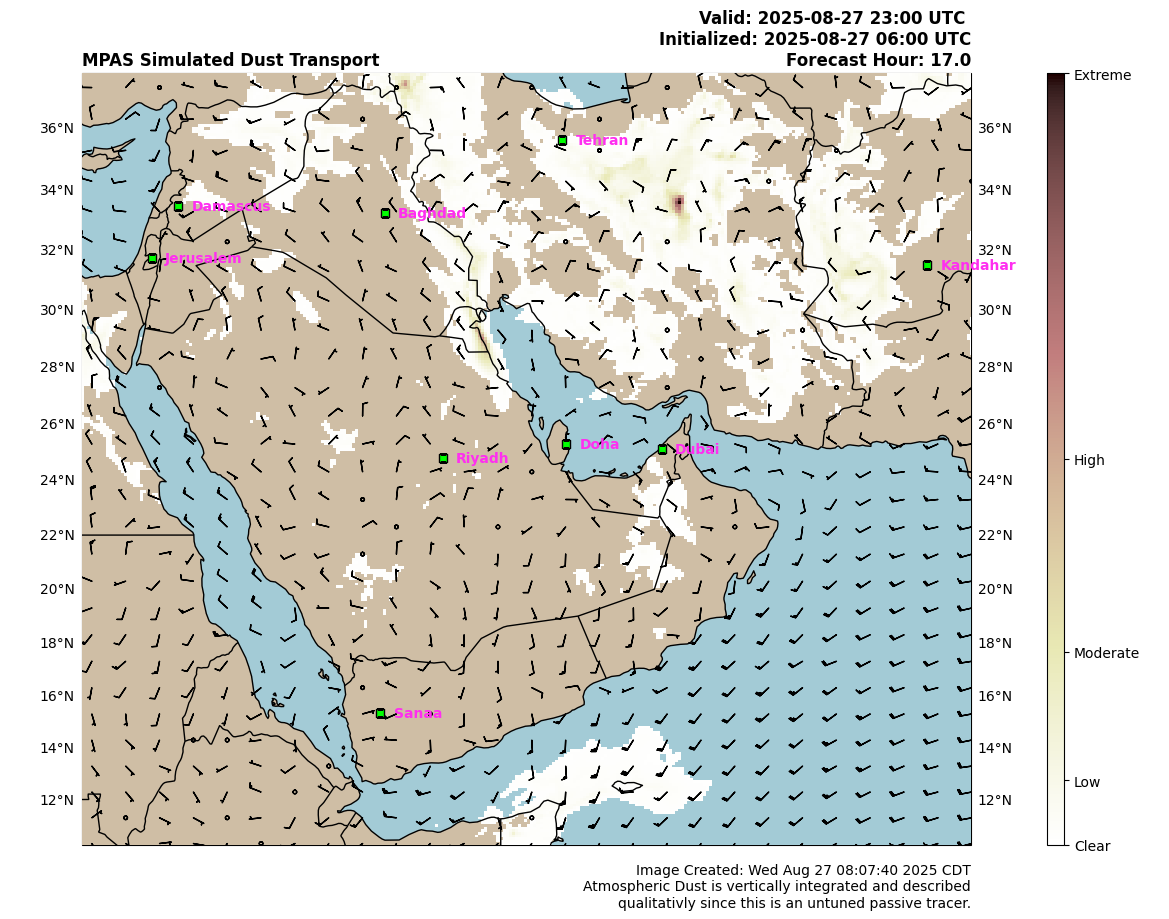 Valid: 2025-08-27 23:00 UTC
Initialized: 2025-08-27 06:00 UTC
MPAS Simulated Dust Transport
Forecast Hour: 17.0
Extreme
36°N
36°N
Tehran
34°N
34°N
Damascus
Baghdad
32°N
32°N
Jerusalem
Kandahar
30°N
30°N
28°N
28°N
26°N
26°N
Doha
Dubai
Riyadh
High
24°N
24°N
22°N
22°N
20°N
20°N
18°N
18°N
Moderate
16°N
16°N
Sanaa
14°N
14°N
Low
12°N
12°N
Clear
Image Created: Wed Aug 27 08:07:40 2025 CDT
Atmospheric Dust is vertically integrated and described
qualitativly since this is an untuned passive tracer.